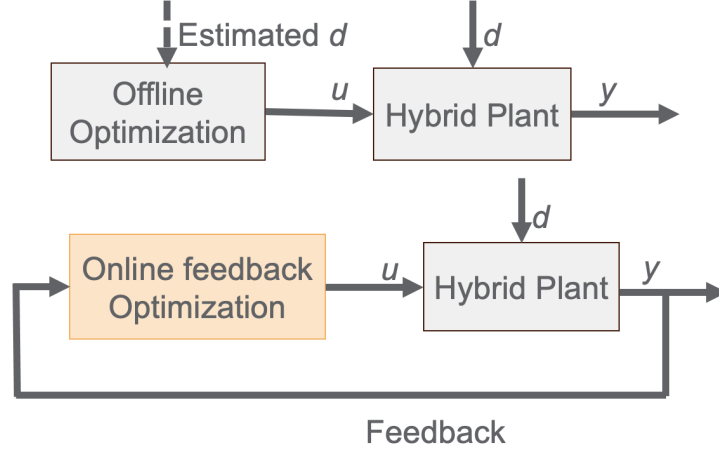 Estimated d
d
Offline
Optimization
u
Hybrid Plant
y
d
Online feedback
Optimization
u
Hybrid Plant
y
Feedback